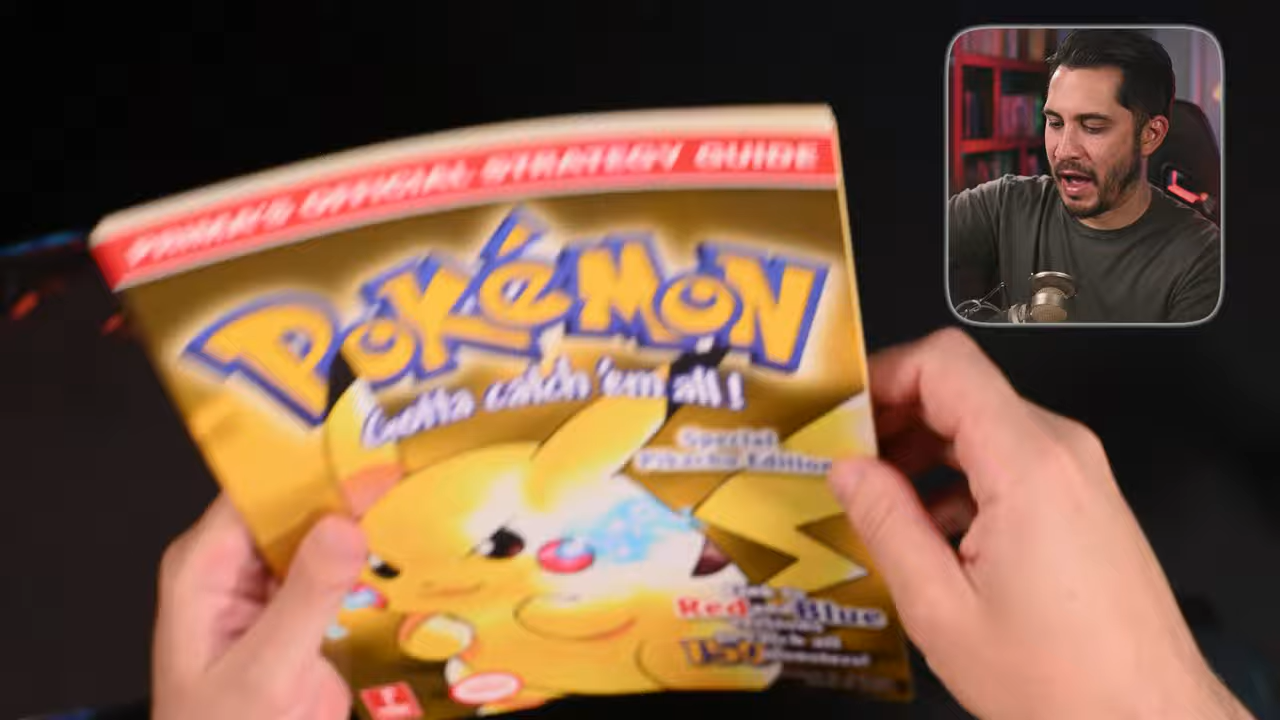 PRIMA'S OFFICIAL STRATEGY GUIDE
POKéMON
Gotta catch 'em all!
Special
Pikachu Edition
Red Blue
150